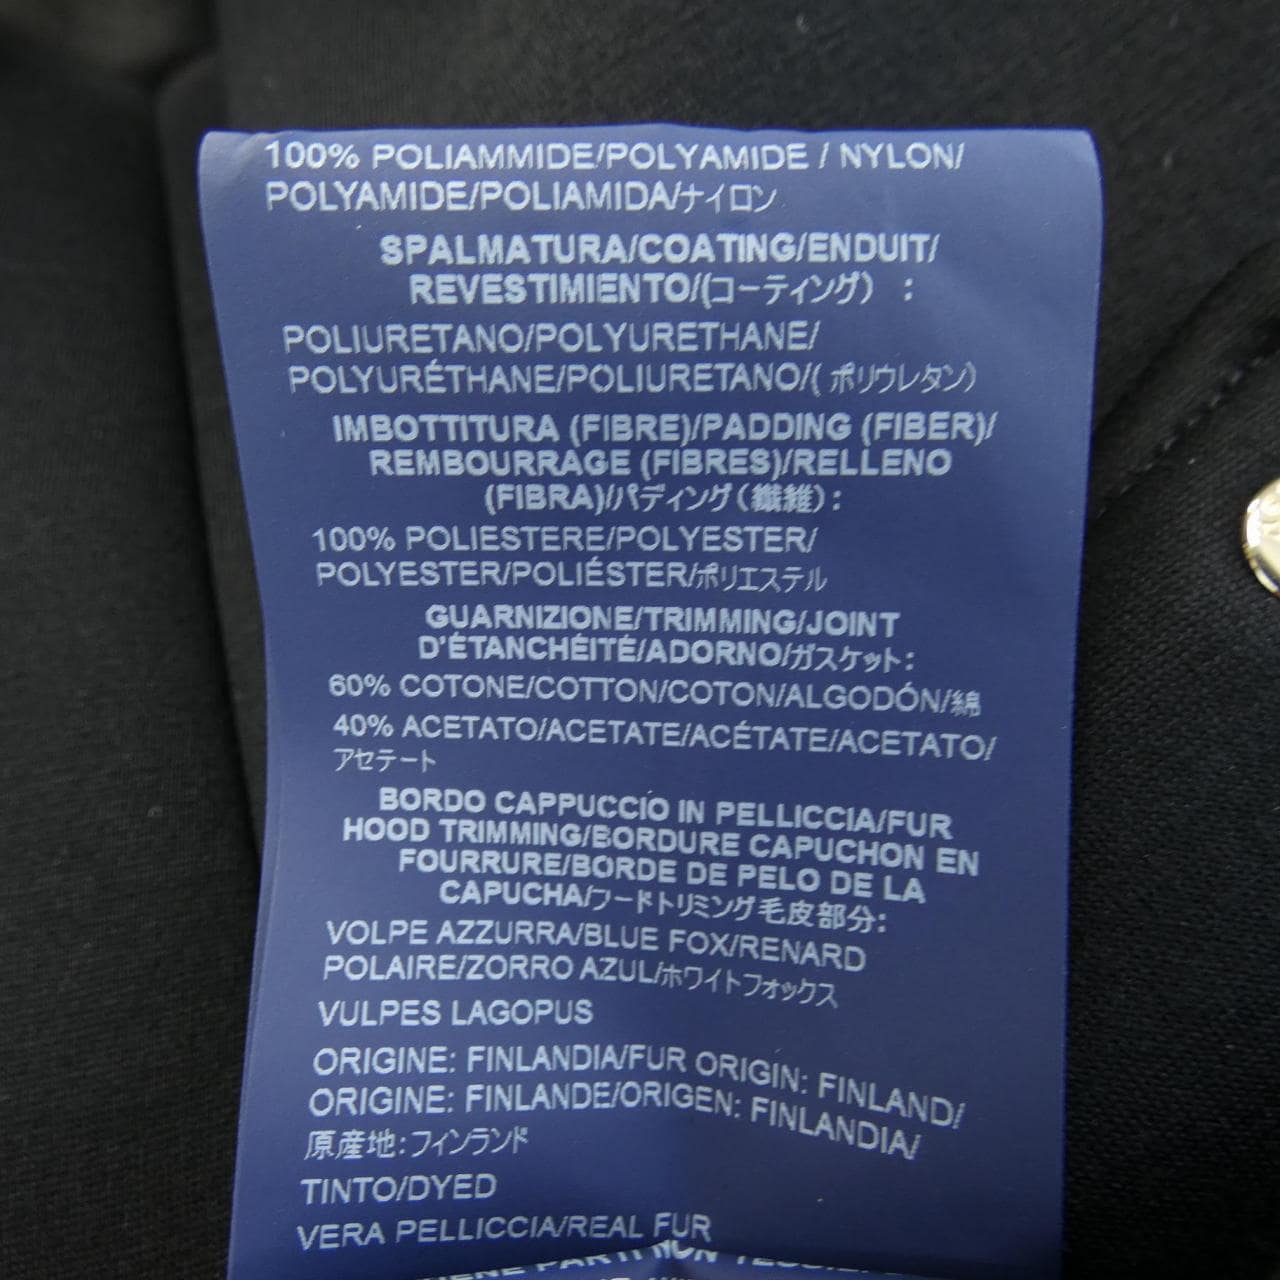 100% POLIAMMIDE/POLYAMIDE / NYLON/
POLYAMIDE/POLIAMIDA/ナイロン
SPALMATURA/COATING/ENDUIT/
REVESTIMIENTO/(コーティング) :
POLIURETANO/POLYURETHANE/
POLYURÉTHANE/POLIURETANO/( ポリウレタン)
IMBOTTITURA (FIBRE)/PADDING (FIBER)/
REMBOURRAGE (FIBRES)/RELLENO
(FIBRA)/パディング(繊維):
100% POLIESTERE/POLYESTER/
POLYESTER/POLIÉSTER/ポリエステル
GUARNIZIONE/TRIMMING/JOINT
D'ÉTANCHÉITÉ/ADORNO/ガスケット:
60% COTONE/COTTON/COTON/ALGODÓN/綿
40% ACETATO/ACETATE/ACÉTATE/ACETATO/
アセテート
BORDO CAPPUCCIO IN PELLICCIA/FUR
HOOD TRIMMING/BORDURE CAPUCHON EN
FOURRURE/BORDE DE PELO DE LA
CAPUCHA/フードトリミング毛皮部分:
VOLPE AZZURRA/BLUE FOX/RENARD
POLAIRE/ZORRO AZUL/ホワイトフォックス
VULPES LAGOPUS
ORIGINE: FINLANDIA/FUR ORIGIN: FINLAND/
ORIGINE: FINLANDE/ORIGEN: FINLANDIA/
原産地:フィンランド
TINTO/DYED
VERA PELLICCIA/REAL FUR
PARTI NON